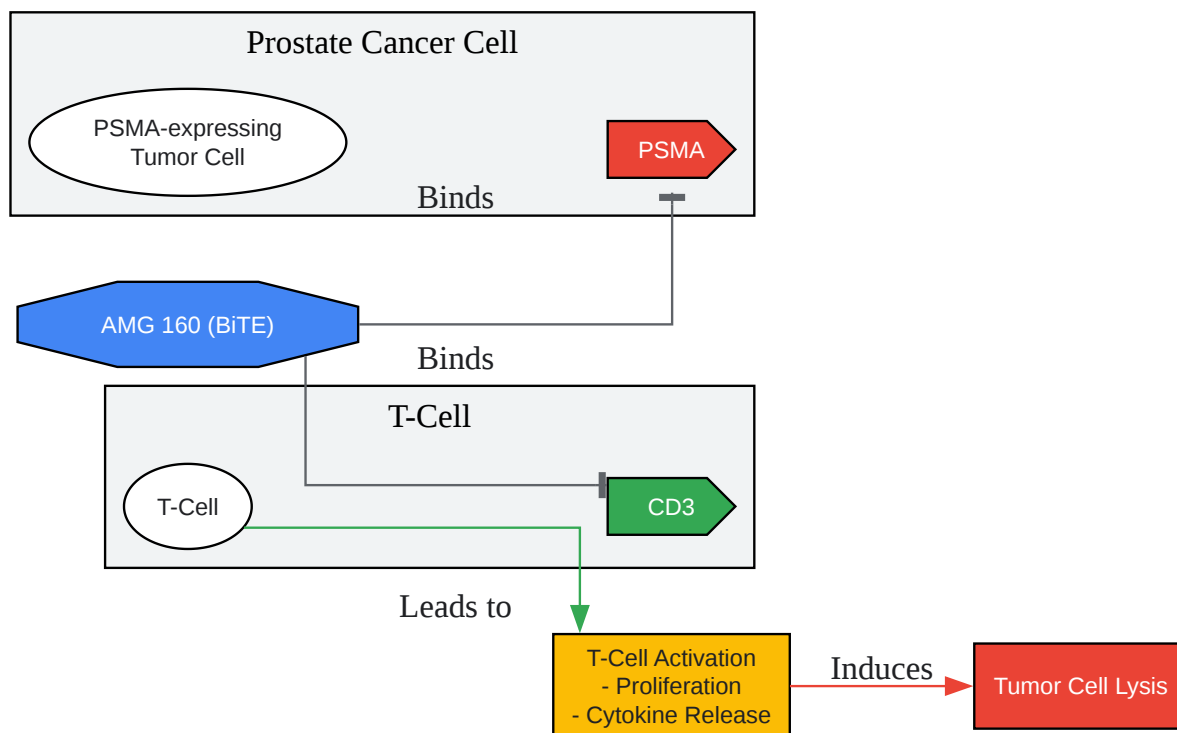 Prostate Cancer Cell
PSMA-expressing
Tumor Cell
PSMA
Binds
AMG 160 (BiTE)
Binds
T-Cell
T-Cell
CD3
Leads to
T-Cell Activation
- Proliferation
- Cytokine Release
Induces
Tumor Cell Lysis